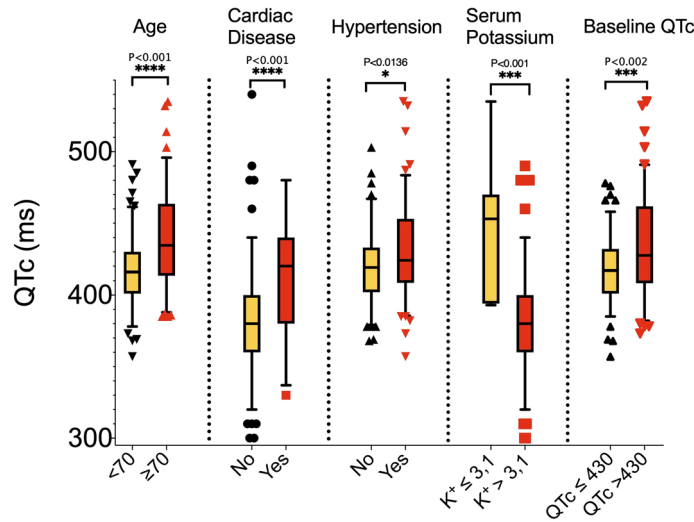 Age
Cardiac
Disease
Hypertension
Serum
Potassium
Baseline QTc
P<0.001
****
P<0.001
****
P<0.0136
*
P<0.001
***
P<0.002
***
QTc (ms)
500
400
300
<70
≥70
No
Yes
No
Yes
K+ ≤ 3,1
K+ > 3,1
QTc ≤ 430
QTc >430